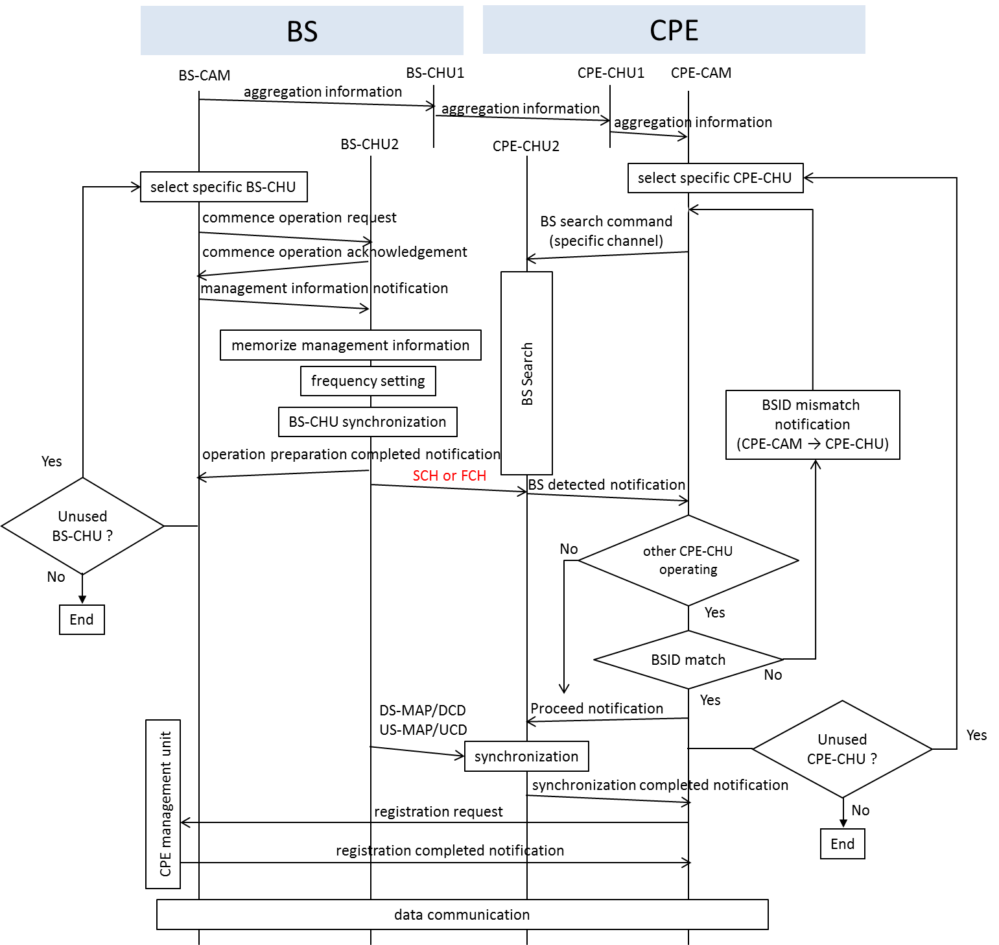 BS
CPE
BS-CAM
BS-CHU1
CPE-CHU1
CPE-CAM
aggregation information
aggregation information
aggregation information
BS-CHU2
CPE-CHU2
select specific BS-CHU
select specific CPE-CHU
commence operation request
BS search command
(specific channel)
commence operation acknowledgement
management information notification
memorize management information
BS Search
frequency setting
BSID mismatch
notification
(CPE-CAM → CPE-CHU)
BS-CHU synchronization
operation preparation completed notification
Yes
SCH or FCH
BS detected notification
Unused
BS-CHU ?
No
End
other CPE-CHU
operating
No
Yes
BSID match
No
Yes
DS-MAP/DCD
US-MAP/UCD
Proceed notification
Unused
CPE-CHU ?
Yes
No
End
synchronization
synchronization completed notification
CPE management unit
registration request
registration completed notification
data communication